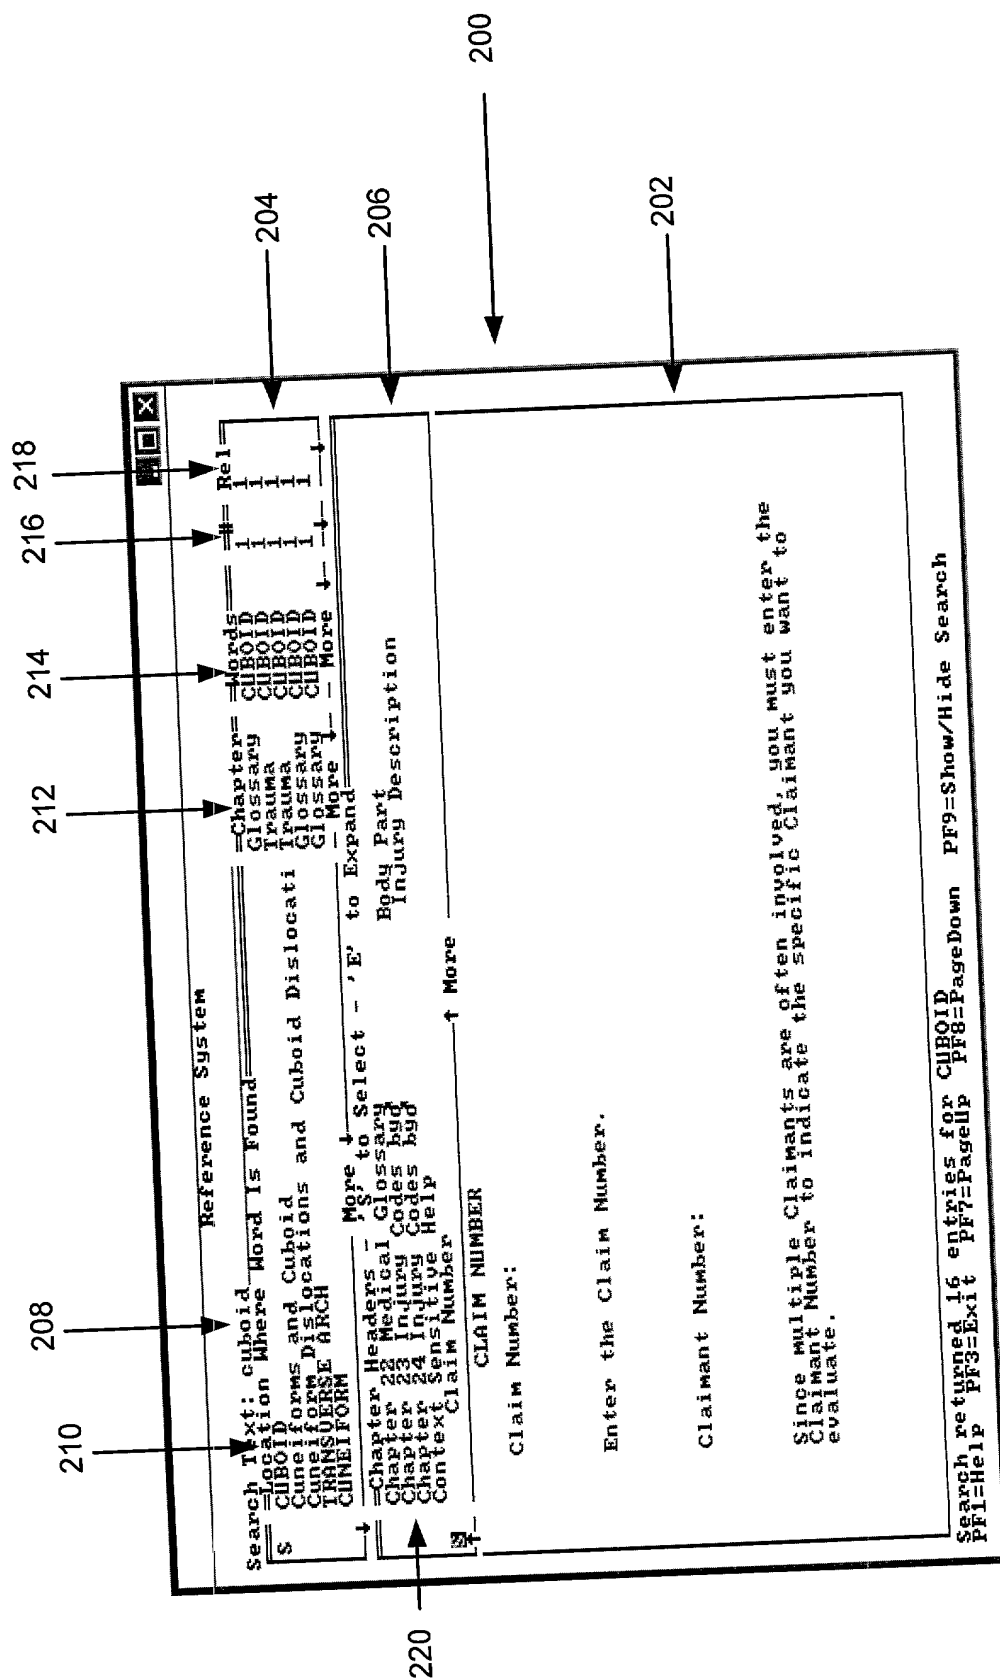 200
204
206
202
218
216
214
212
208
210
220
Reference System
Search Text: cuboid
Location Where Word Is Found Chapter Words # Rel
S CUBOID Glossary CUBOID 1 1
Cuneiforms and Cuboid Trauma CUBOID 1 1
Cuneiform Dislocations and Cuboid Dislocati Trauma CUBOID 1 1
TRANSVERSE ARCH Glossary CUBOID 1 1
CUNEIFORM Glossary CUBOID 1 1
↓ More ↓ More ↓ More ↓ ↓ ↓
Chapter Headers - 'S' to Select - 'E' to Expand
Chapter 22 Medical Glossary
Chapter 23 Injury Codes by Body Part
Chapter 24 Injury Codes by Injury Description
Context Sensitive Help
Claim Number
↑ ↑ More
CLAIM NUMBER
Claim Number:
Enter the Claim Number.
Claimant Number:
Since multiple Claimants are often involved, you must enter the
Claimant Number to indicate the specific Claimant you want to
evaluate.
Search returned 16 entries for CUBOID
PF1=Help PF3=Exit PF7=PageUp PF8=PageDown PF9=Show/Hide Search